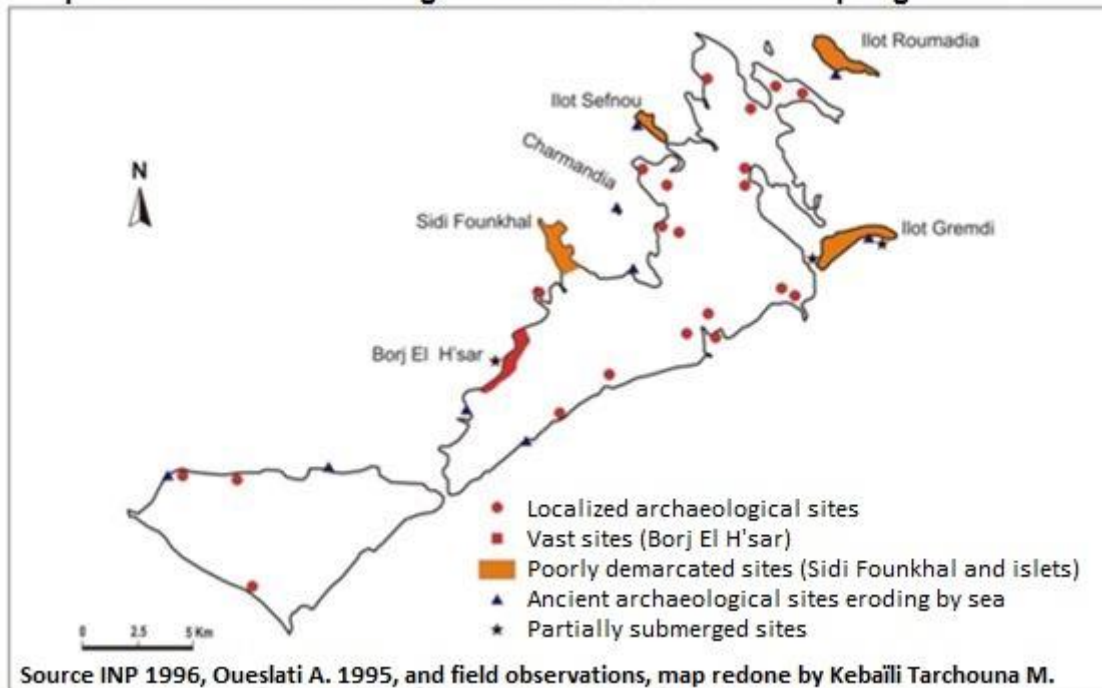 Ilot Roumadia
Ilot Sefnou
Charmandia
N
Sidi Founkhal
Ilot Gremdi
Borj El H'sar
Localized archaeological sites
Vast sites (Borj El H'sar)
Poorly demarcated sites (Sidi Founkhal and islets)
Ancient archaeological sites eroding by sea
Partially submerged sites
0 2.5 5 Km
Source INP 1996, Oueslati A. 1995, and field observations, map redone by Kebaïli Tarchouna M.